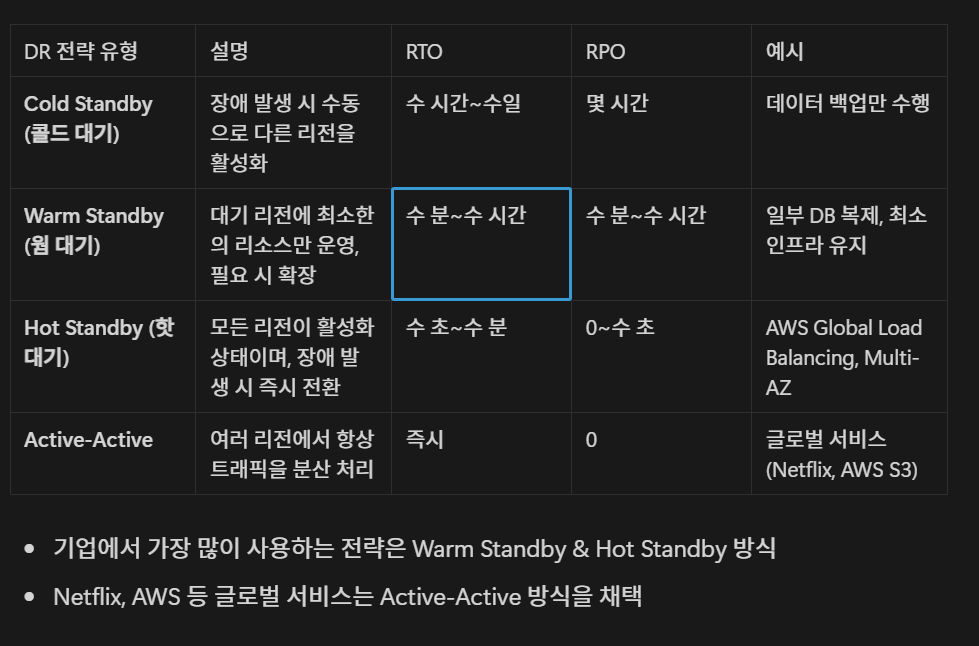 DR 전략 유형
설명
RTO
RPO
예시
Cold Standby
(콜드 대기)
장애 발생 시 수동
으로 다른 리전을
활성화
수 시간~수일
몇 시간
데이터 백업만 수행
Warm Standby
(웜 대기)
대기 리전에 최소한
의 리소스만 운영,
필요 시 확장
수 분~수 시간
수 분~수 시간
일부 DB 복제, 최소
인프라 유지
Hot Standby (핫
대기)
모든 리전이 활성화
상태이며, 장애 발
생 시 즉시 전환
수 초~수 분
0~수 초
AWS Global Load
Balancing, Multi-
AZ
Active-Active
여러 리전에서 항상
트래픽을 분산 처리
즉시
0
글로벌 서비스
(Netflix, AWS S3)
• 기업에서 가장 많이 사용하는 전략은 Warm Standby & Hot Standby 방식
• Netflix, AWS 등 글로벌 서비스는 Active-Active 방식을 채택